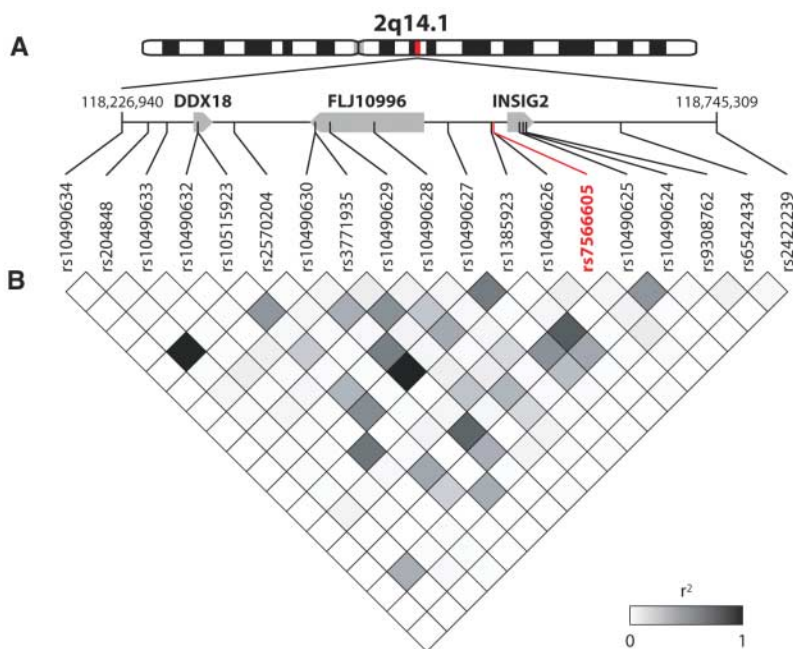 2q14.1
A
118,226,940 DDX18 FLJ10996 INSIG2 118,745,309
rs10490634
rs204848
rs10490633
rs10490632
rs10515923
rs2570204
rs10490630
rs3771935
rs10490629
rs10490628
rs10490627
rs1385923
rs10490626
rs7566605
rs10490625
rs10490624
rs9308762
rs6542434
rs2422239
B
r²
0 1